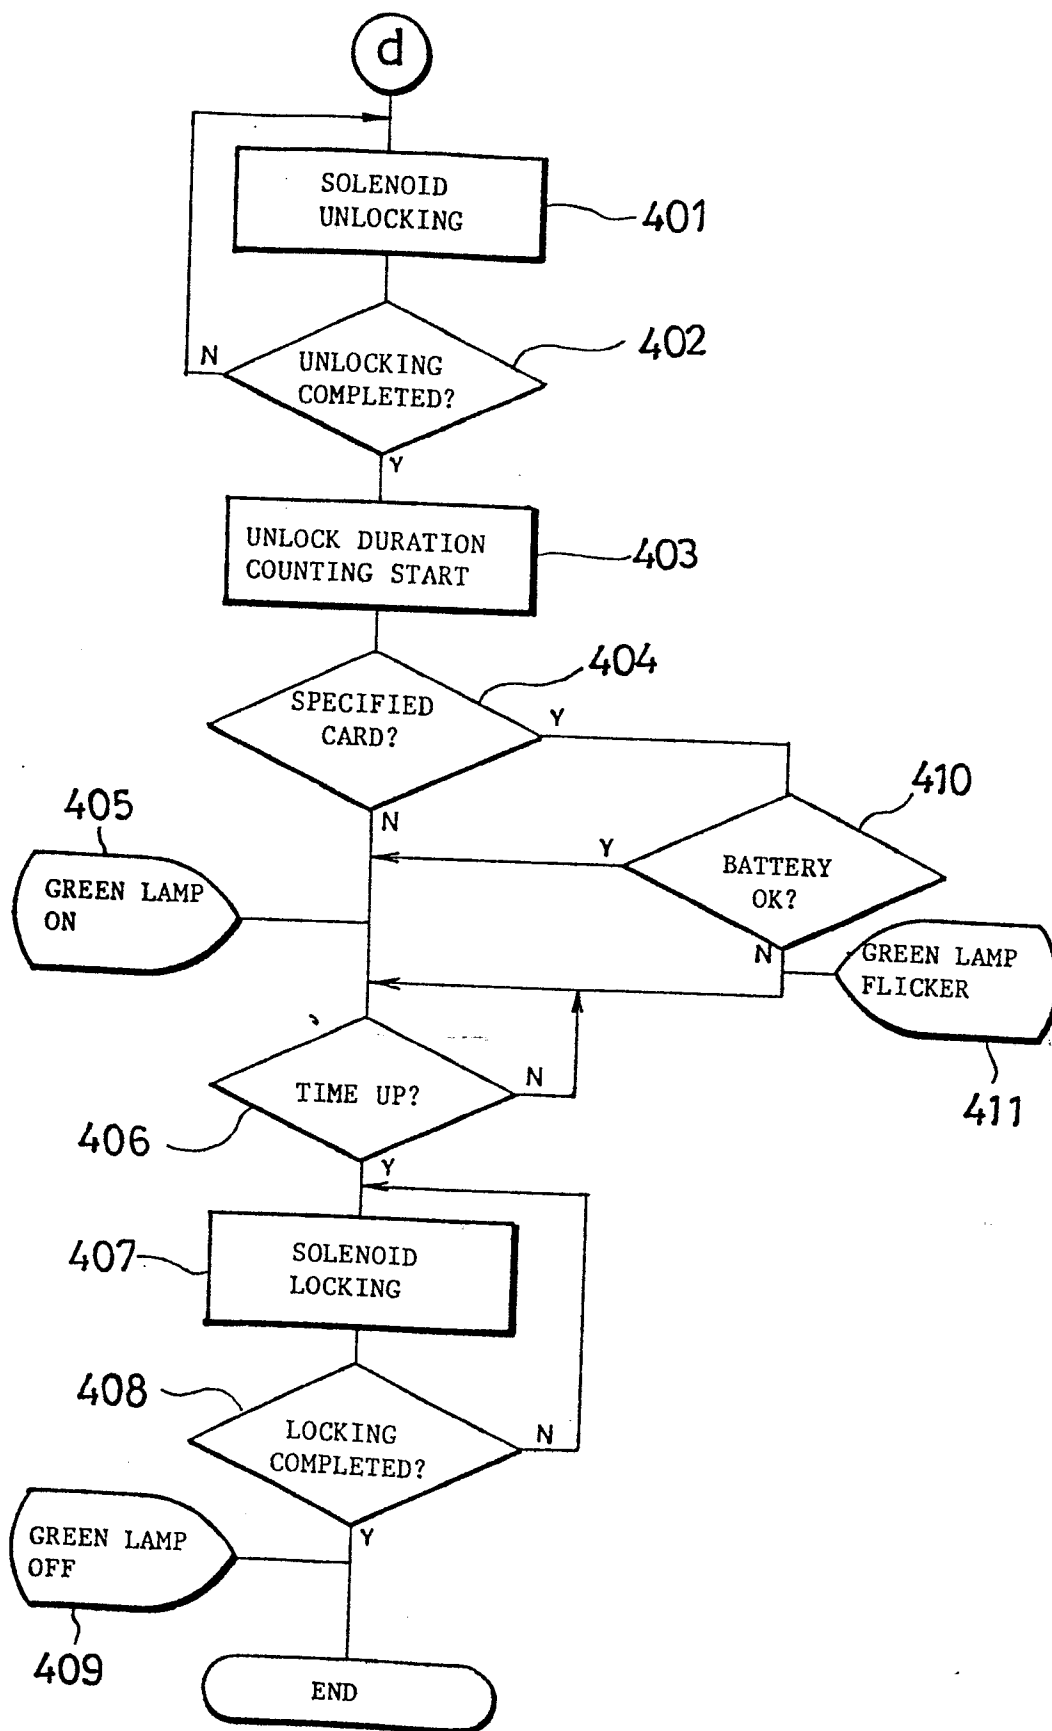 d
SOLENOID
UNLOCKING
401
UNLOCKING
COMPLETED?
402
N
Y
UNLOCK DURATION
COUNTING START
403
404
SPECIFIED
CARD?
Y
N
410
405
Y
BATTERY
OK?
GREEN LAMP
ON
N
GREEN LAMP
FLICKER
411
TIME UP?
N
406
Y
SOLENOID
LOCKING
407
408
LOCKING
COMPLETED?
N
Y
GREEN LAMP
OFF
409
END